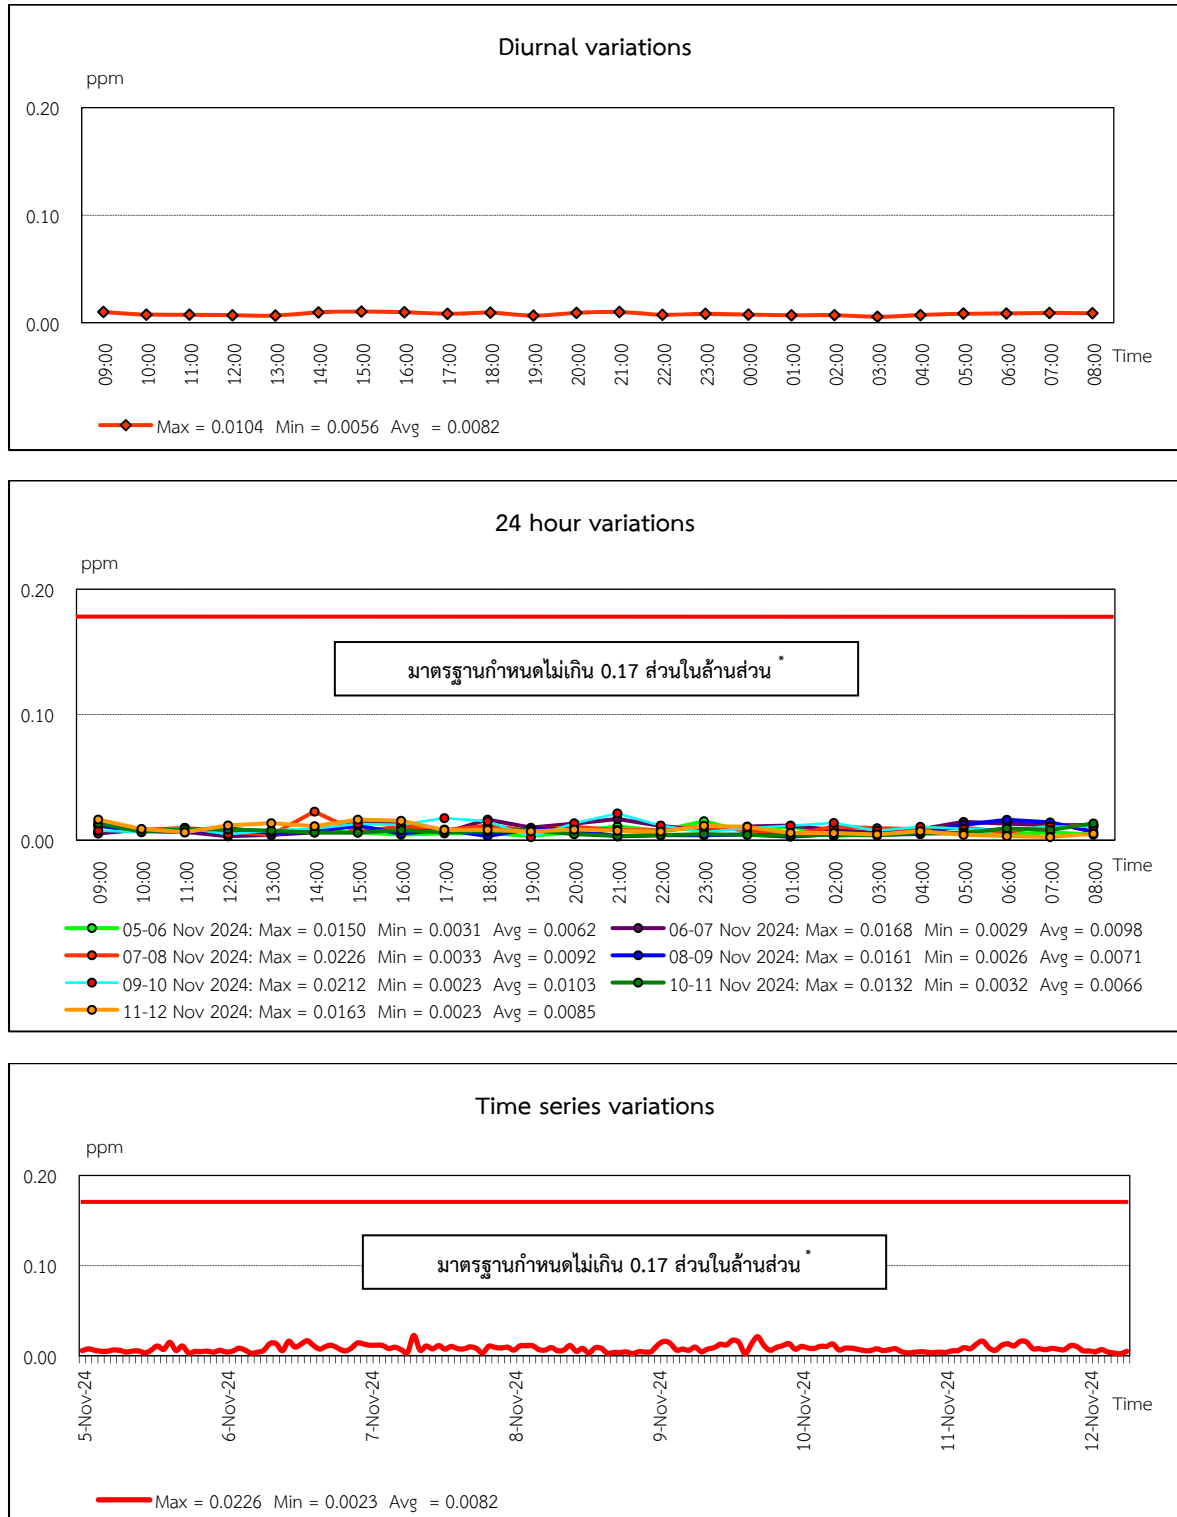 Diurnal variations
ppm
0.20
0.10
0.00
09:00 10:00 11:00 12:00 13:00 14:00 15:00 16:00 17:00 18:00 19:00 20:00 21:00 22:00 23:00 00:00 01:00 02:00 03:00 04:00 05:00 06:00 07:00 08:00 Time
Max = 0.0104 Min = 0.0056 Avg = 0.0082
24 hour variations
ppm
0.20
มาตรฐานกำหนดไม่เกิน 0.17 ส่วนในล้านส่วน *
0.10
0.00
09:00 10:00 11:00 12:00 13:00 14:00 15:00 16:00 17:00 18:00 19:00 20:00 21:00 22:00 23:00 00:00 01:00 02:00 03:00 04:00 05:00 06:00 07:00 08:00 Time
05-06 Nov 2024: Max = 0.0150 Min = 0.0031 Avg = 0.0062 06-07 Nov 2024: Max = 0.0168 Min = 0.0029 Avg = 0.0098
07-08 Nov 2024: Max = 0.0226 Min = 0.0033 Avg = 0.0092 08-09 Nov 2024: Max = 0.0161 Min = 0.0026 Avg = 0.0071
09-10 Nov 2024: Max = 0.0212 Min = 0.0023 Avg = 0.0103 10-11 Nov 2024: Max = 0.0132 Min = 0.0032 Avg = 0.0066
11-12 Nov 2024: Max = 0.0163 Min = 0.0023 Avg = 0.0085
Time series variations
ppm
0.20
มาตรฐานกำหนดไม่เกิน 0.17 ส่วนในล้านส่วน *
0.10
0.00
5-Nov-24 6-Nov-24 7-Nov-24 8-Nov-24 9-Nov-24 10-Nov-24 11-Nov-24 12-Nov-24 Time
Max = 0.0226 Min = 0.0023 Avg = 0.0082